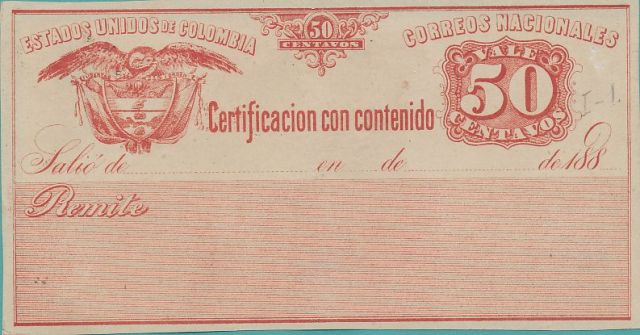 ESTADOS UNIDOS DE COLOMBIA
50
CENTAVOS
CORREOS NACIONALES
VALE
50
CENTAVOS
I-1.
Certificacion con contenido
Salió de en de de 188
Remite